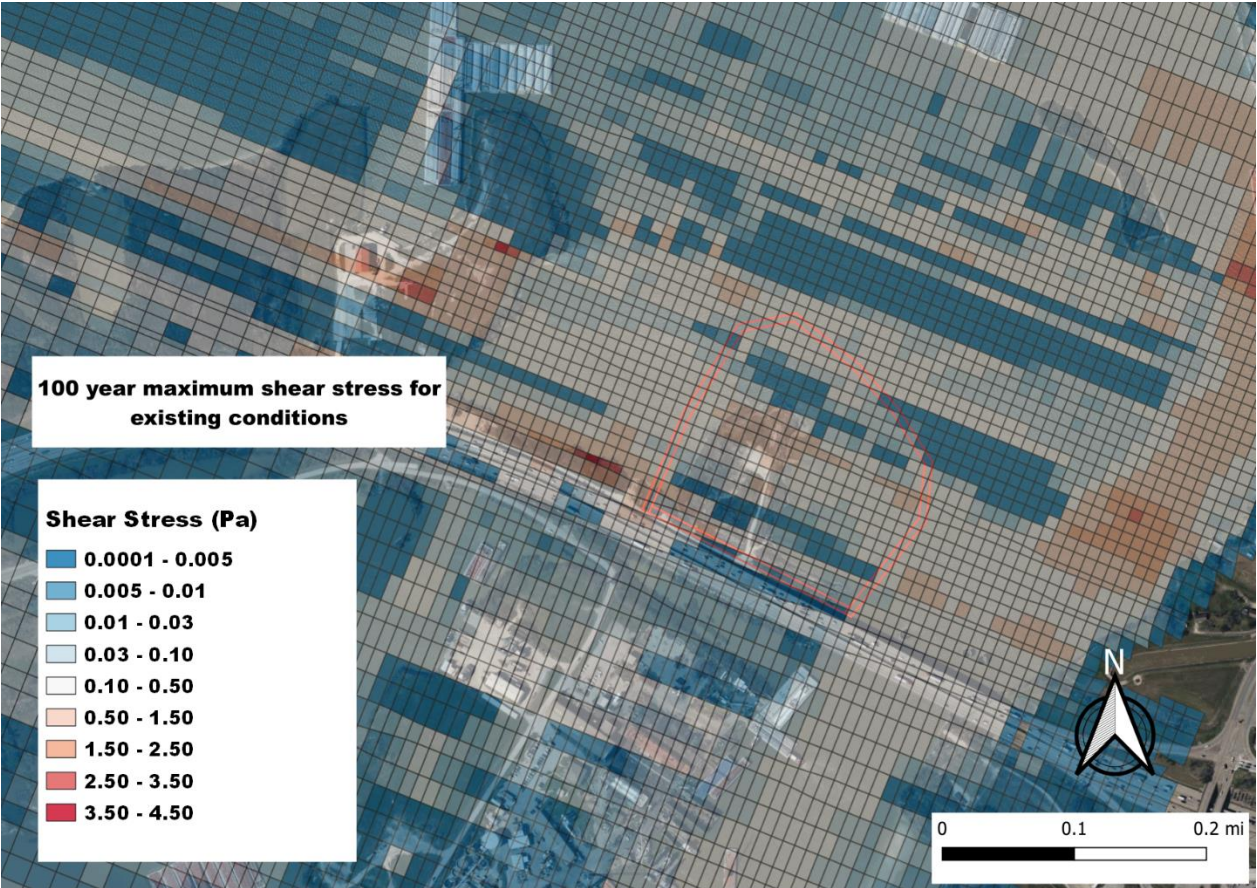 100 year maximum shear stress for
existing conditions
Shear Stress (Pa)
0.0001 - 0.005
0.005 - 0.01
0.01 - 0.03
0.03 - 0.10
0.10 - 0.50
0.50 - 1.50
1.50 - 2.50
2.50 - 3.50
3.50 - 4.50
N
0 0.1 0.2 mi